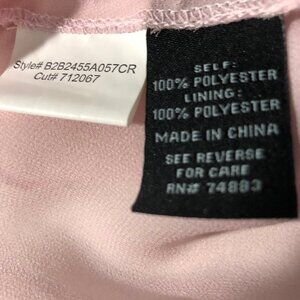 Style# B2B2455A057CR
Cut# 712067
SELF:
100% POLYESTER
LINING:
100% POLYESTER
MADE IN CHINA
SEE REVERSE
FOR CARE
RN# 74883